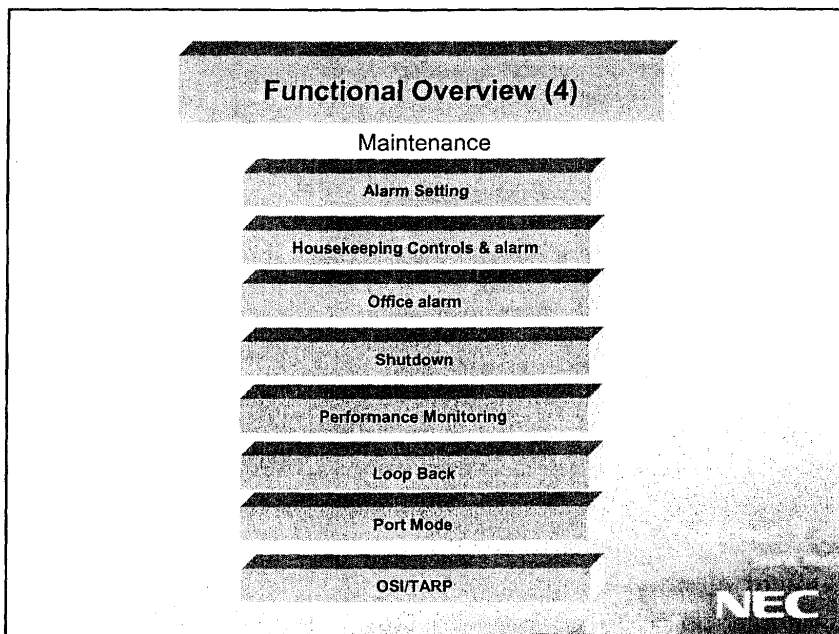 Functional Overview (4)
Maintenance
Alarm Setting
Housekeeping Controls & alarm
Office alarm
Shutdown
Performance Monitoring
Loop Back
Port Mode
OSI/TARP
NEC